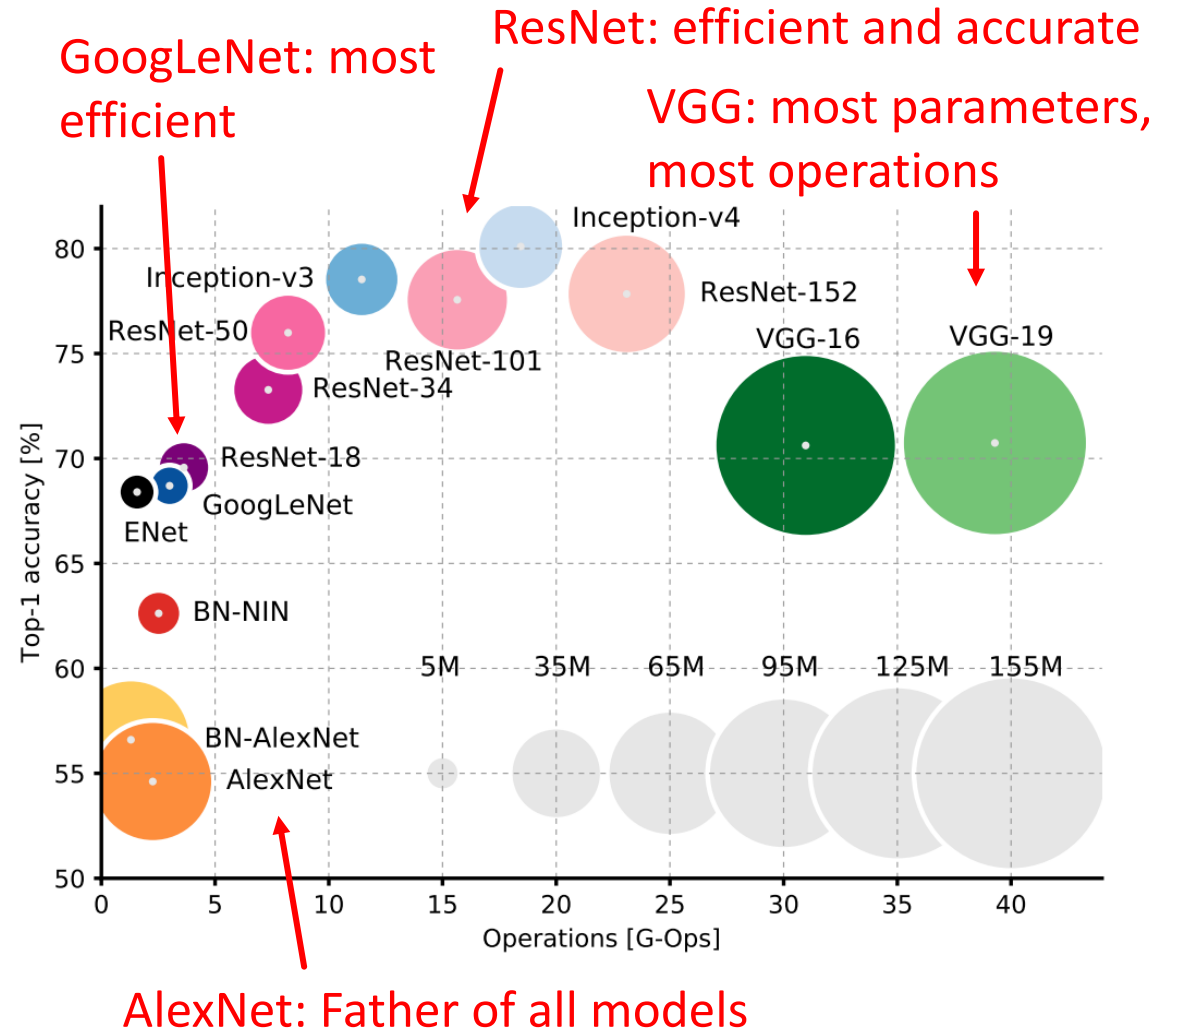 ResNet: efficient and accurate
GoogLeNet: most
efficient
VGG: most parameters,
most operations
Inception-v4
Inception-v3
ResNet-152
ResNet-50
VGG-16
VGG-19
ResNet-101
ResNet-34
ResNet-18
GoogLeNet
ENet
BN-NIN
5M 35M 65M 95M 125M 155M
BN-AlexNet
AlexNet
80
75
70
65
60
55
50
Top-1 accuracy [%]
0 5 10 15 20 25 30 35 40
Operations [G-Ops]
AlexNet: Father of all models